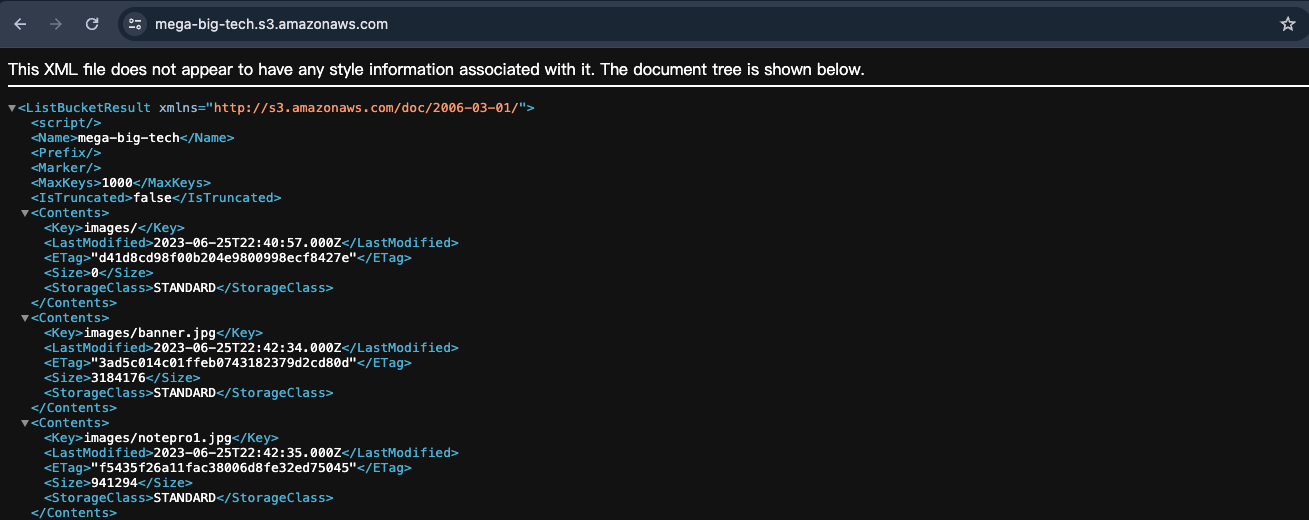 mega-big-tech.s3.amazonaws.com
This XML file does not appear to have any style information associated with it. The document tree is shown below.
▼<ListBucketResult xmlns="http://s3.amazonaws.com/doc/2006-03-01/">
<script/>
<Name>mega-big-tech</Name>
<Prefix/>
<Marker/>
<MaxKeys>1000</MaxKeys>
<IsTruncated>false</IsTruncated>
▼<Contents>
<Key>images/</Key>
<LastModified>2023-06-25T22:40:57.000Z</LastModified>
<ETag>"d41d8cd98f00b204e9800998ecf8427e"</ETag>
<Size>0</Size>
<StorageClass>STANDARD</StorageClass>
</Contents>
▼<Contents>
<Key>images/banner.jpg</Key>
<LastModified>2023-06-25T22:42:34.000Z</LastModified>
<ETag>"3ad5c014c01ffeb0743182379d2cd80d"</ETag>
<Size>3184176</Size>
<StorageClass>STANDARD</StorageClass>
</Contents>
▼<Contents>
<Key>images/notepro1.jpg</Key>
<LastModified>2023-06-25T22:42:35.000Z</LastModified>
<ETag>"f5435f26a11fac38006d8fe32ed75045"</ETag>
<Size>941294</Size>
<StorageClass>STANDARD</StorageClass>
</Contents>